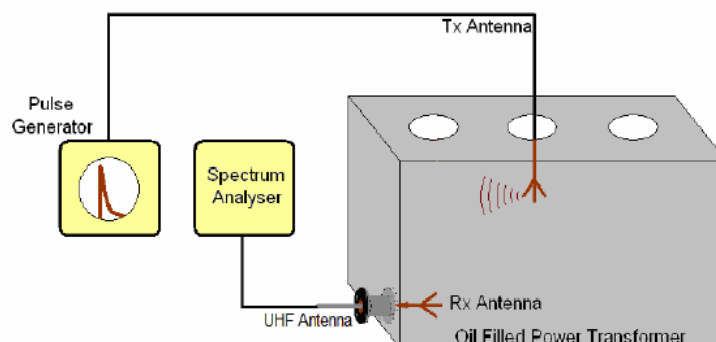 Tx Antenna
Pulse
Generator
Spectrum
Analyser
Rx Antenna
UHF Antenna
Oil Filled Power Transformer